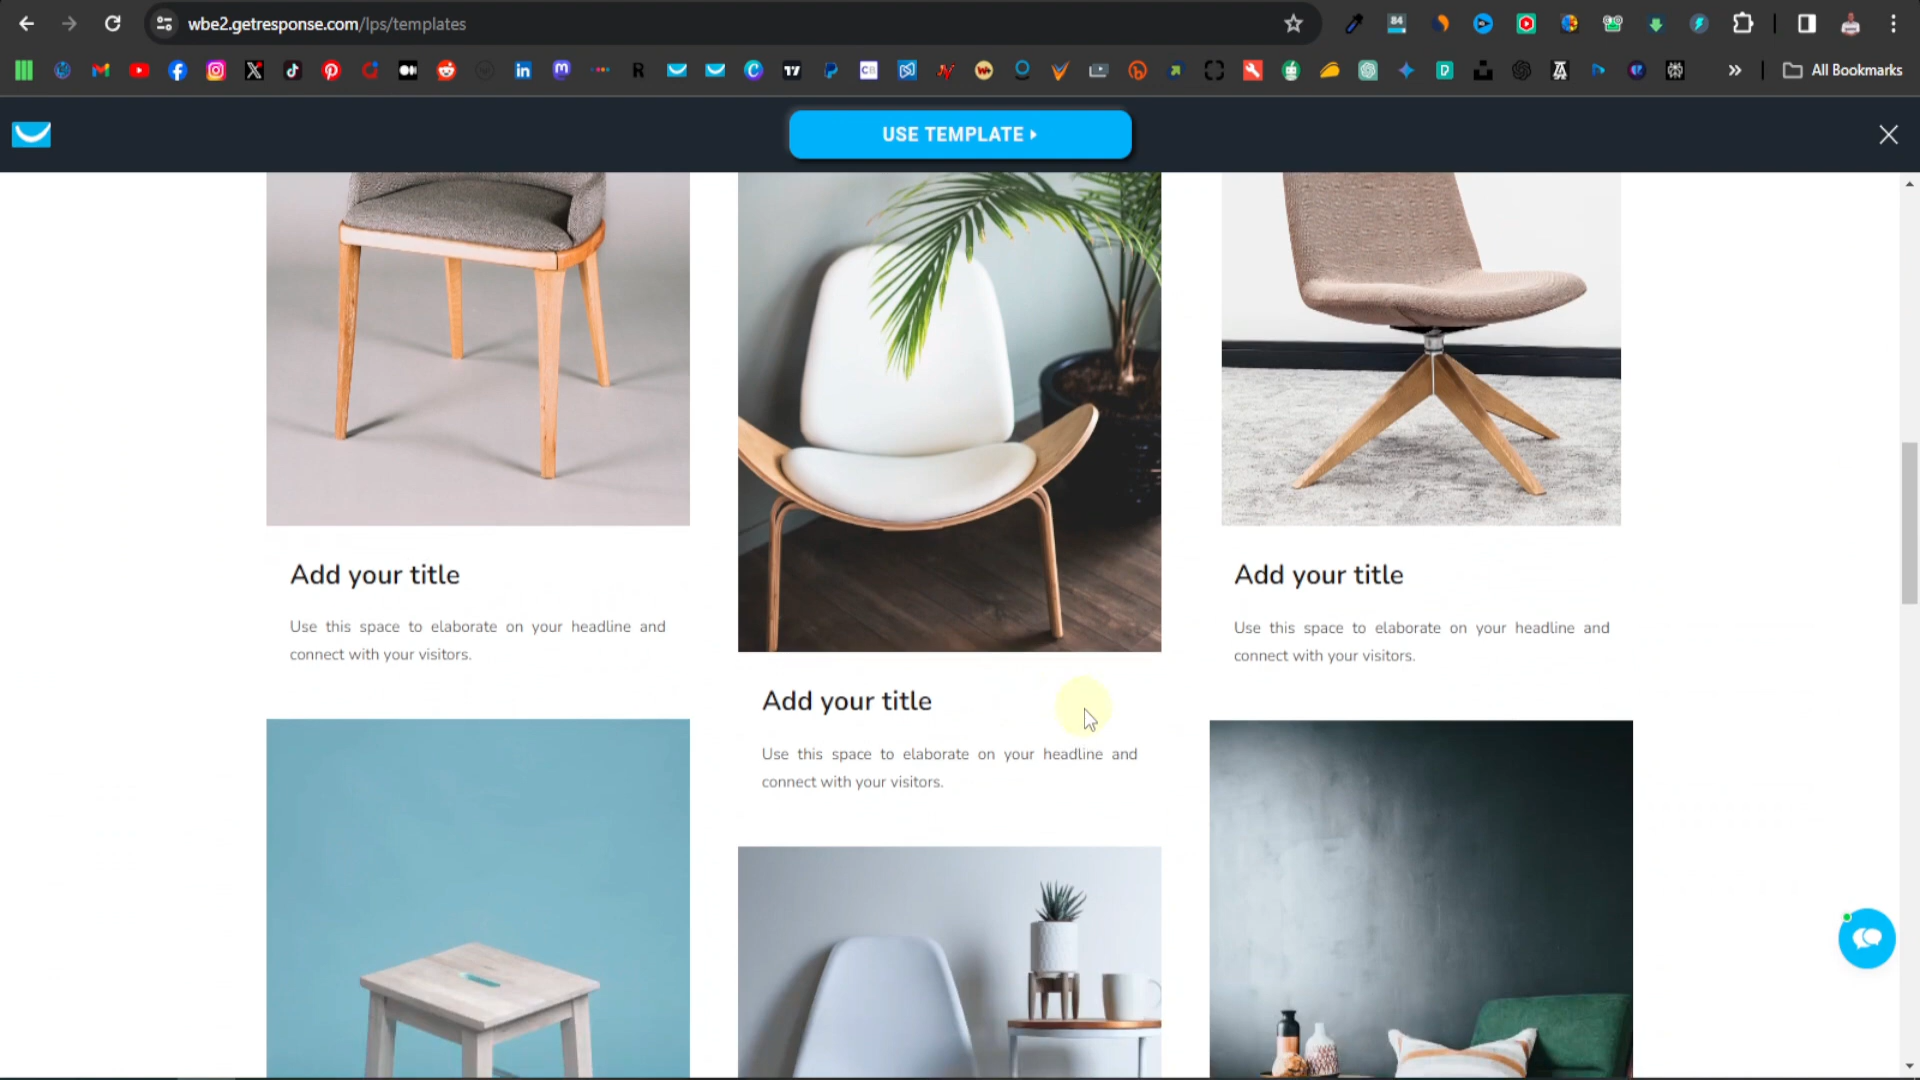 wbe2.getresponse.com/lps/templates
84
All Bookmarks
USE TEMPLATE
Add your title
Use this space to elaborate on your headline and
connect with your visitors.
Add your title
Use this space to elaborate on your headline and
connect with your visitors.
Add your title
Use this space to elaborate on your headline and
connect with your visitors.